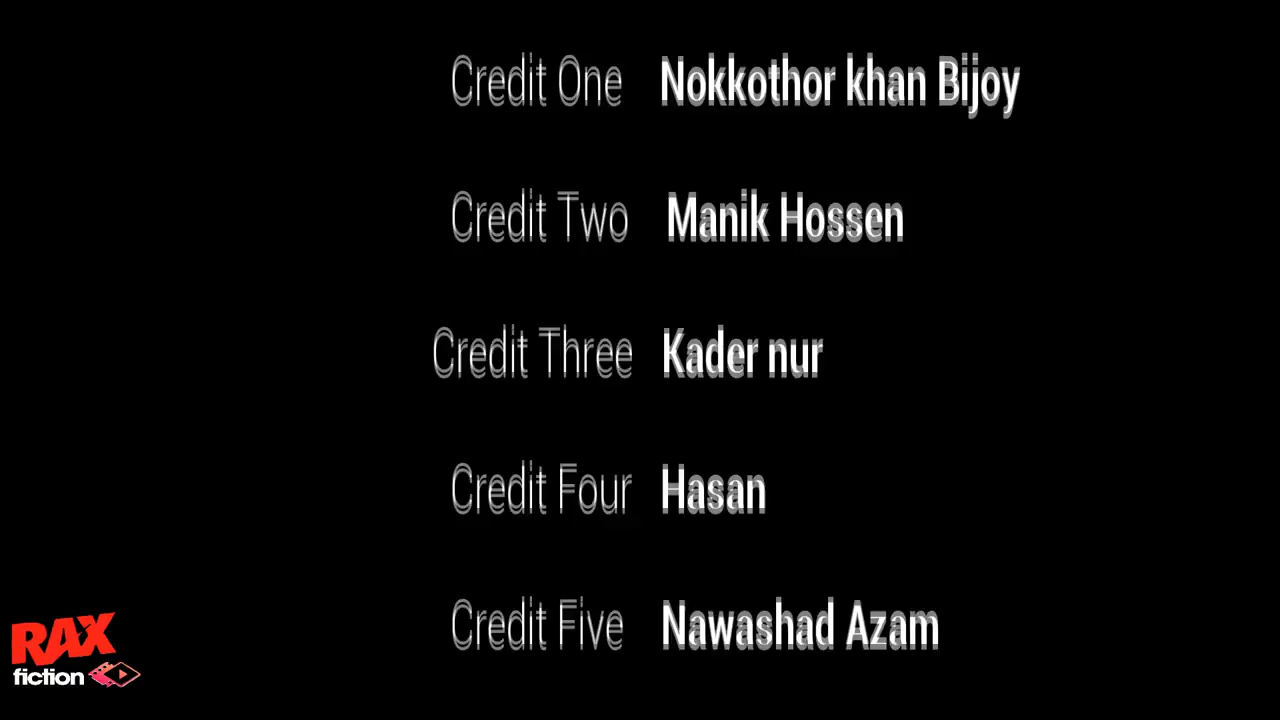 Credit One Nokkothor khan Bijoy
Credit Two Manik Hossen
Credit Three Kader nur
Credit Four Hasan
Credit Five Nawashad Azam
RAX
fiction